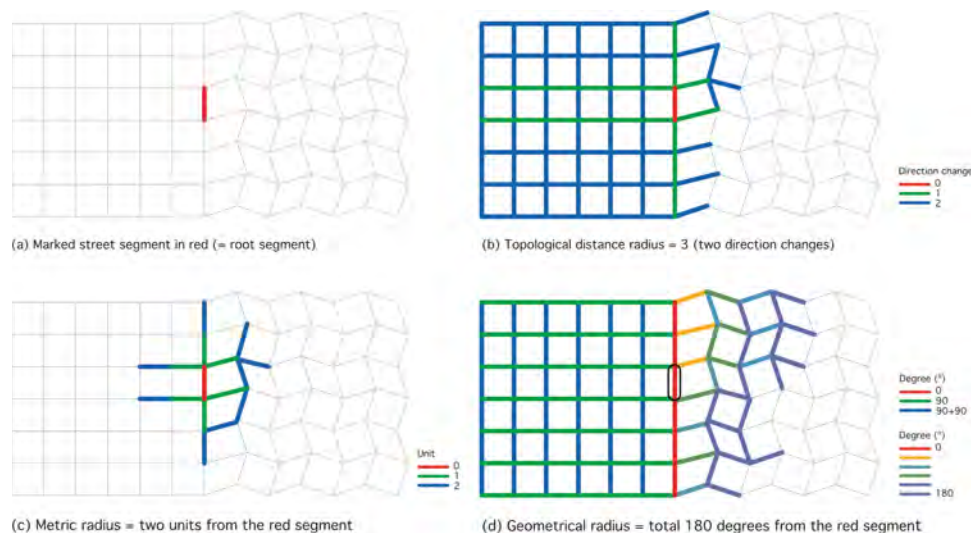 Direction change
0
1
2
(a) Marked street segment in red (= root segment)
(b) Topological distance radius = 3 (two direction changes)
Unit
0
1
2
Degree (°)
0
90
90+90
Degree (°)
0
180
(c) Metric radius = two units from the red segment
(d) Geometrical radius = total 180 degrees from the red segment